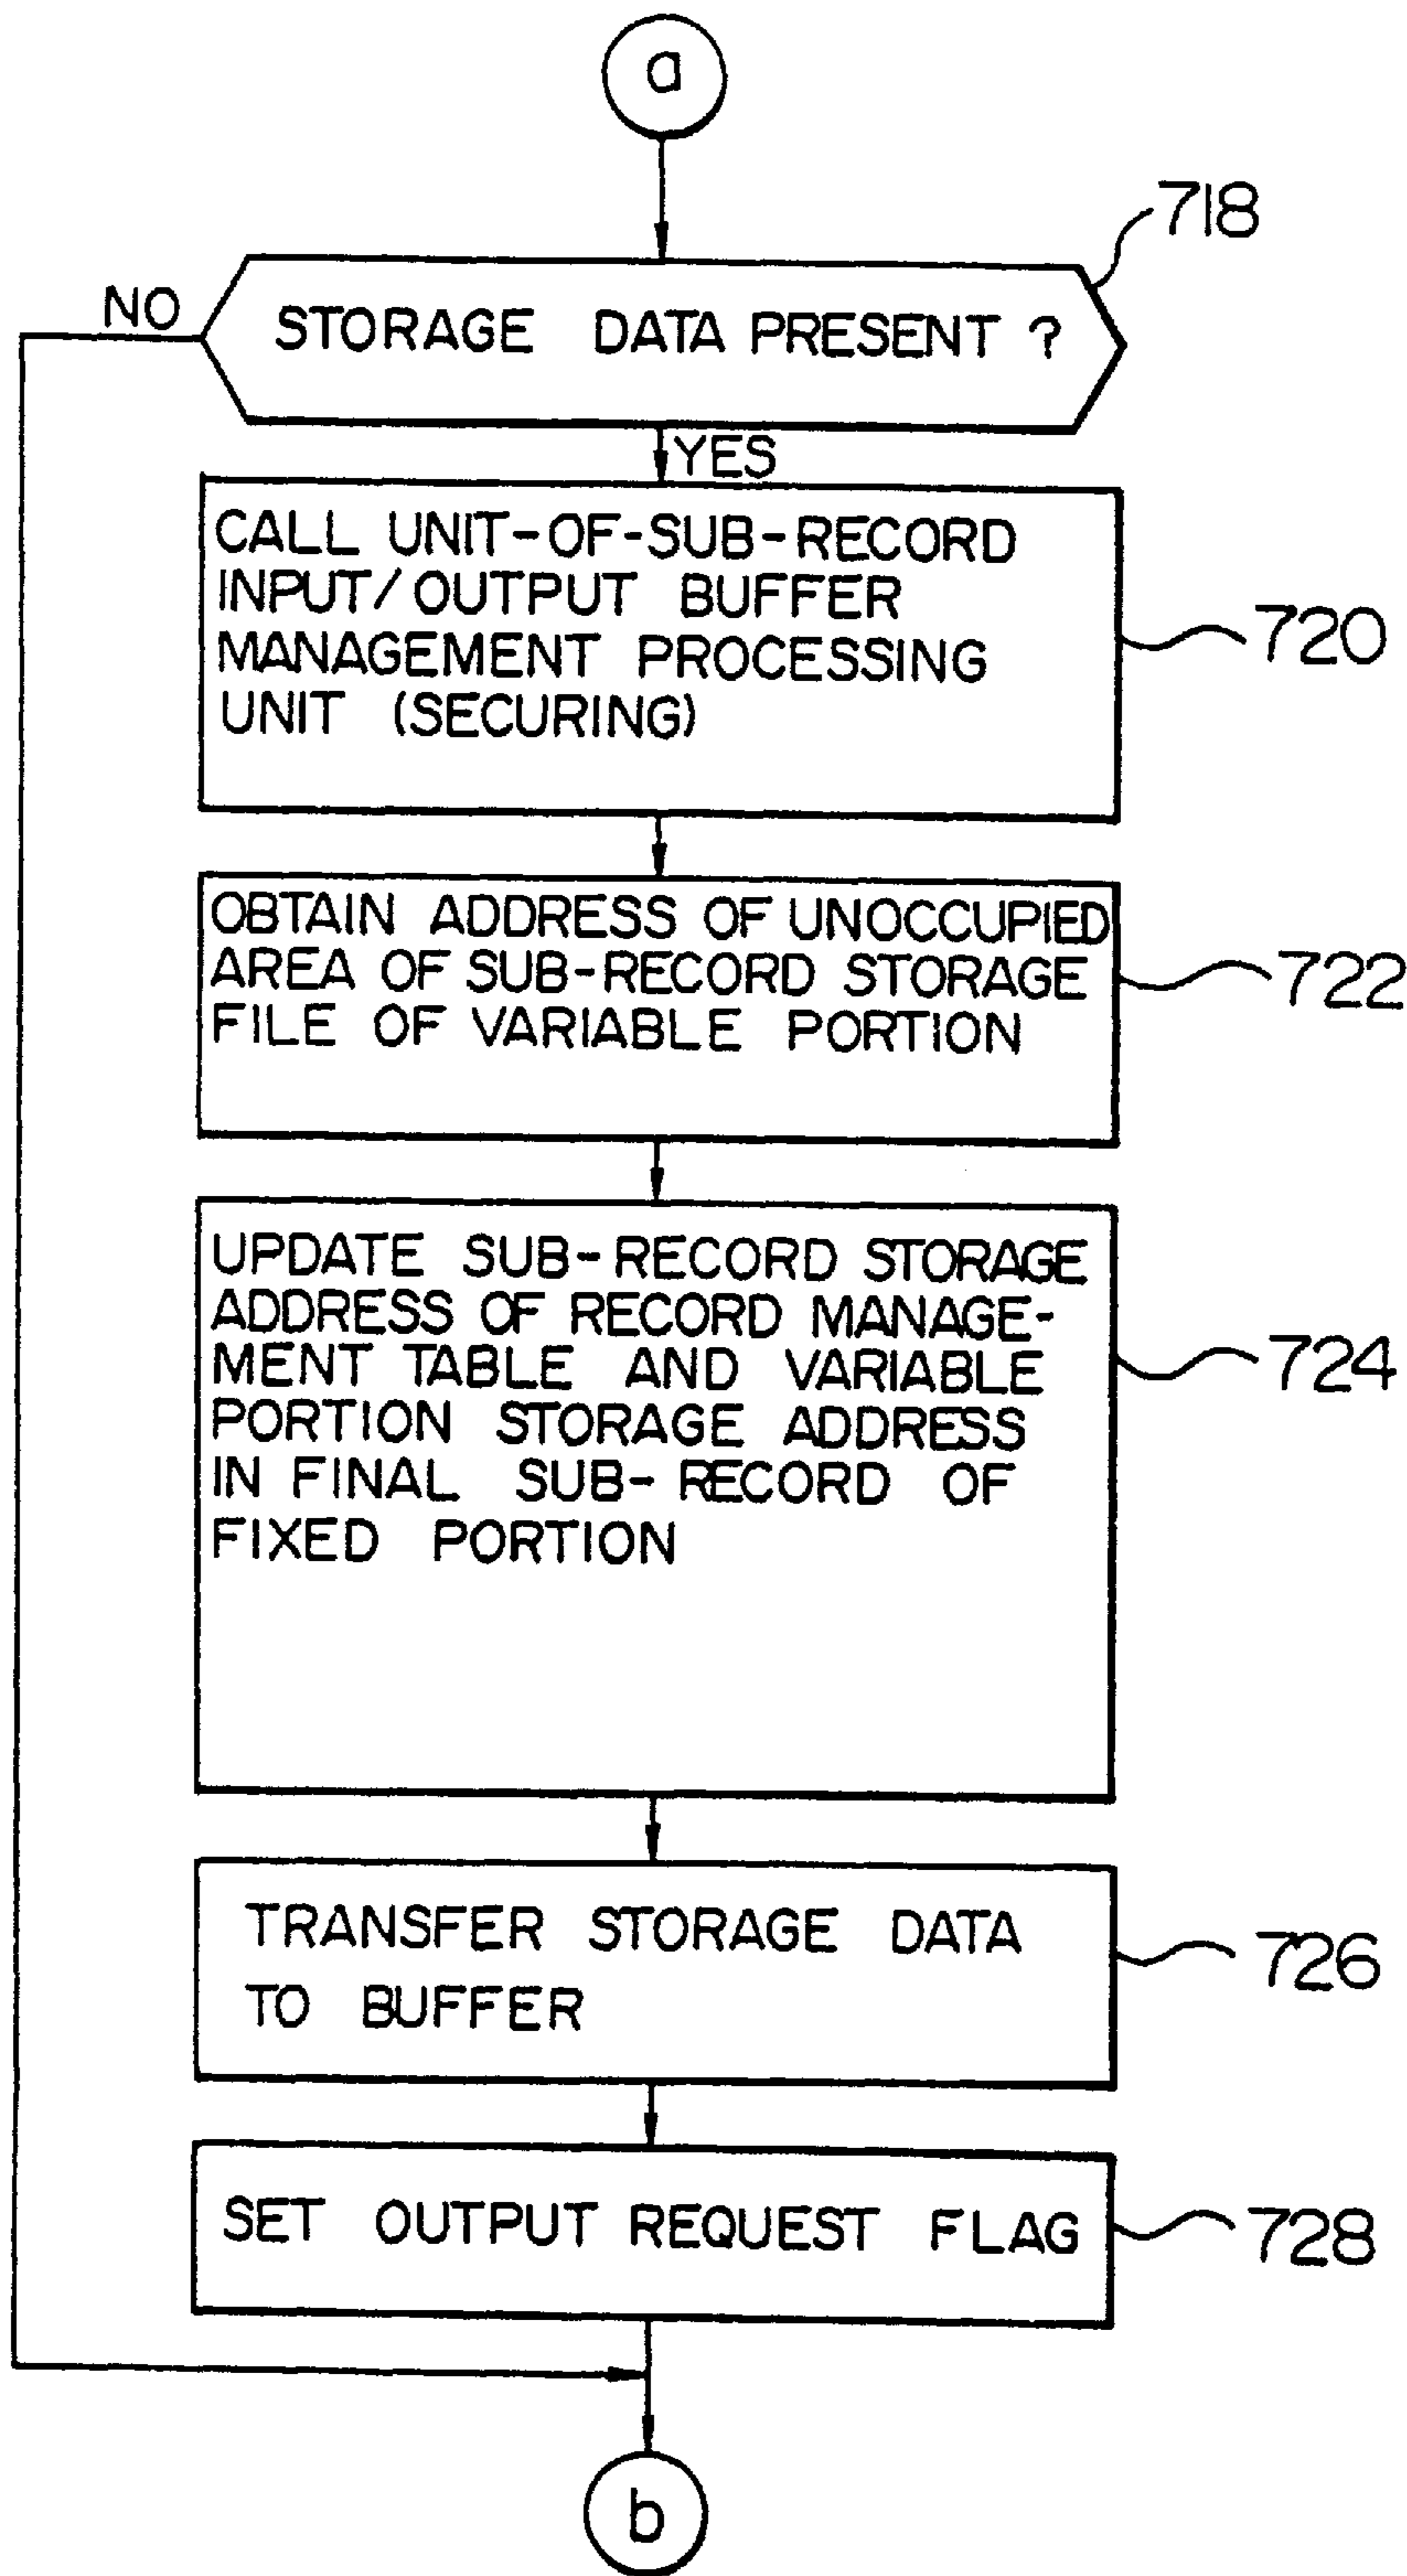 a
718
NO
STORAGE DATA PRESENT ?
YES
CALL UNIT-OF-SUB-RECORD
INPUT/OUTPUT BUFFER
MANAGEMENT PROCESSING
UNIT (SECURING)
720
OBTAIN ADDRESS OF UNOCCUPIED
AREA OF SUB-RECORD STORAGE
FILE OF VARIABLE PORTION
722
UPDATE SUB-RECORD STORAGE
ADDRESS OF RECORD MANAGE-
MENT TABLE AND VARIABLE
PORTION STORAGE ADDRESS
IN FINAL SUB-RECORD OF
FIXED PORTION
724
TRANSFER STORAGE DATA
TO BUFFER
726
SET OUTPUT REQUEST FLAG
728
b